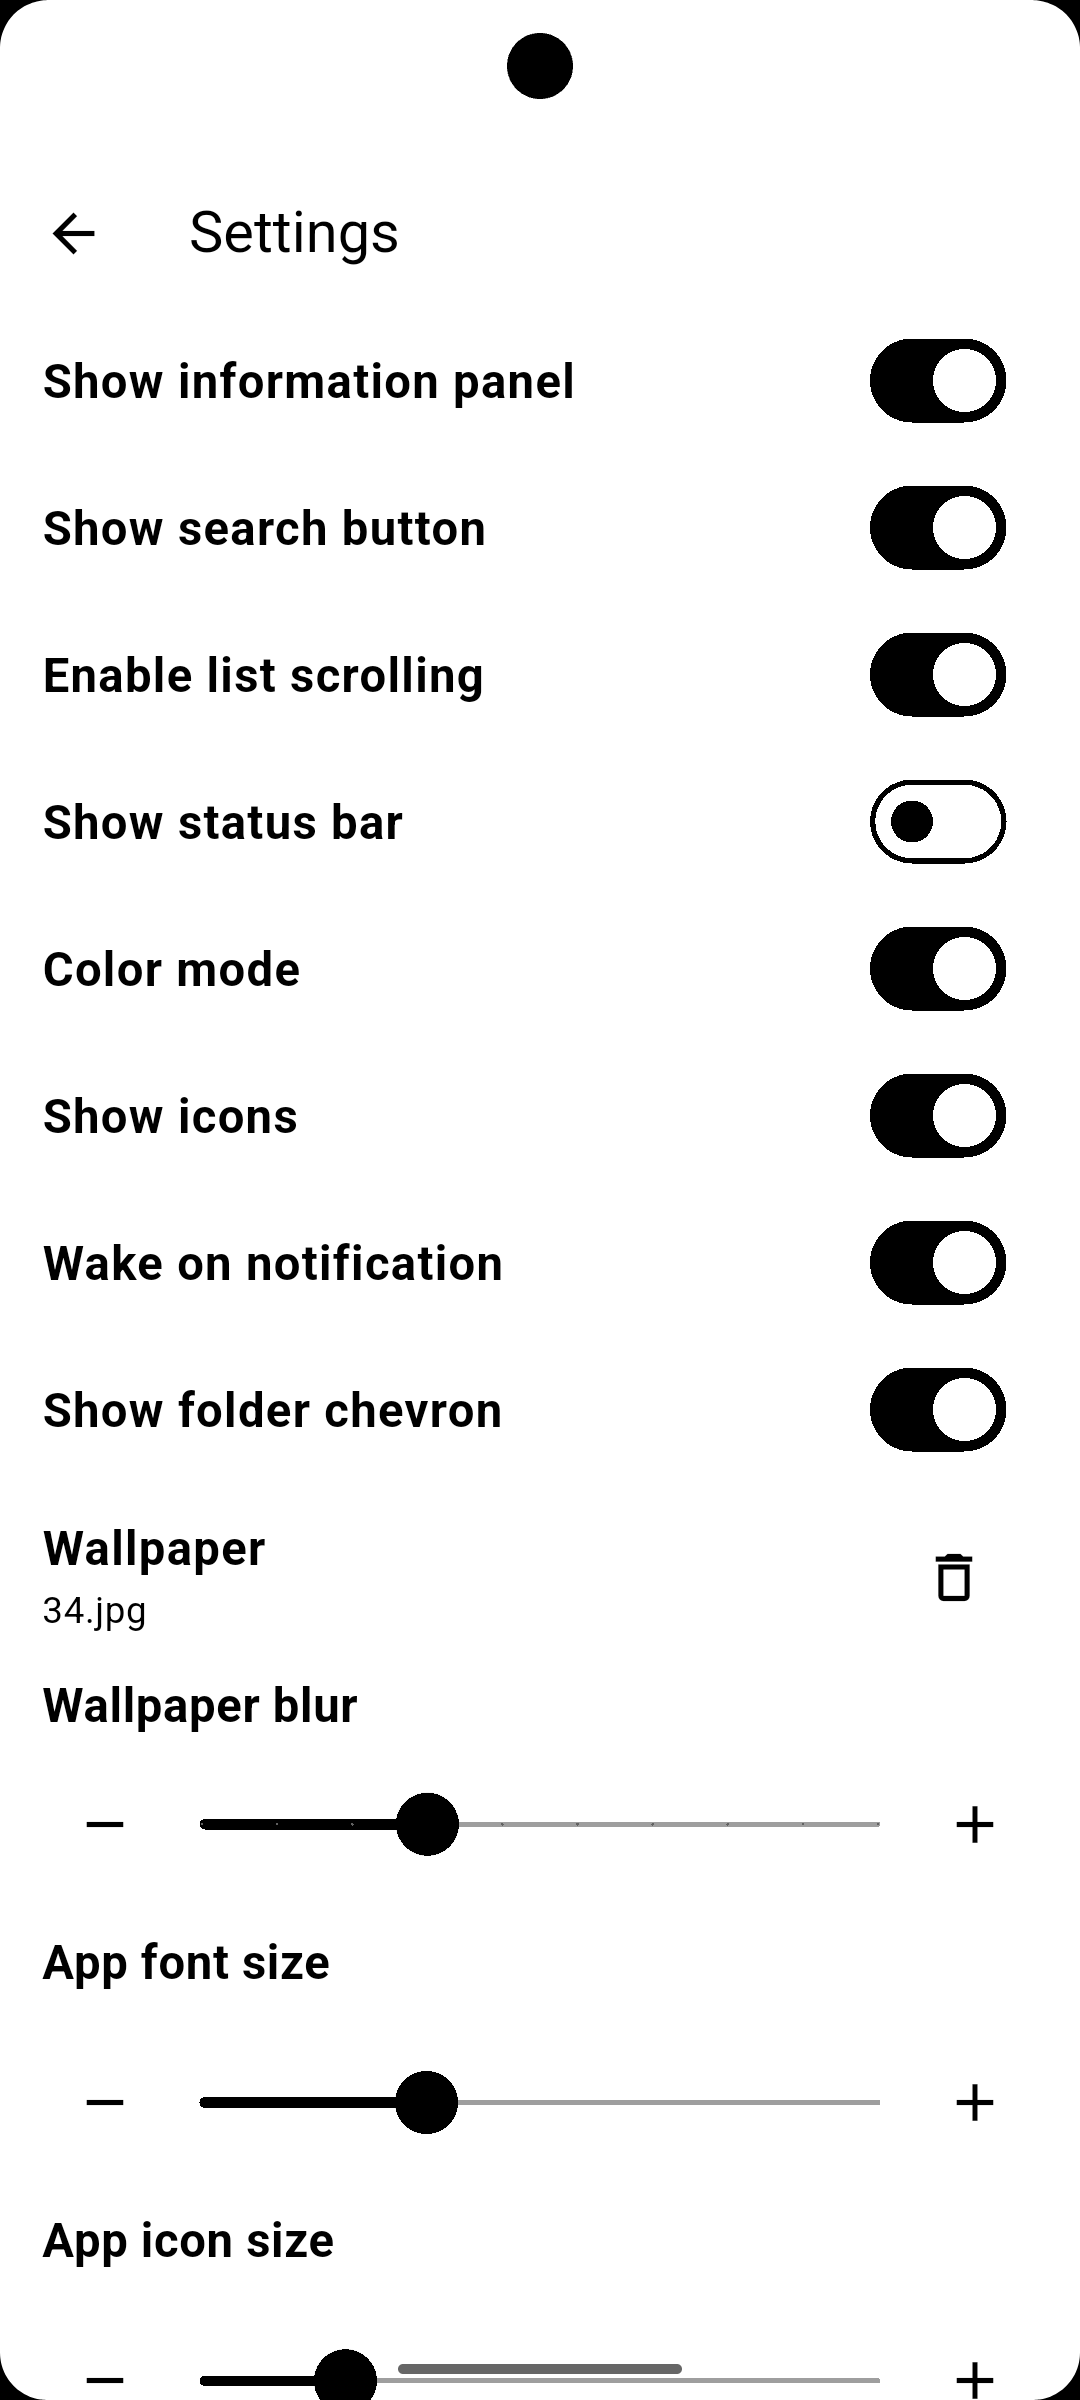 Settings
Show information panel
Show search button
Enable list scrolling
Show status bar
Color mode
Show icons
Wake on notification
Show folder chevron
Wallpaper
34.jpg
Wallpaper blur
App font size
App icon size